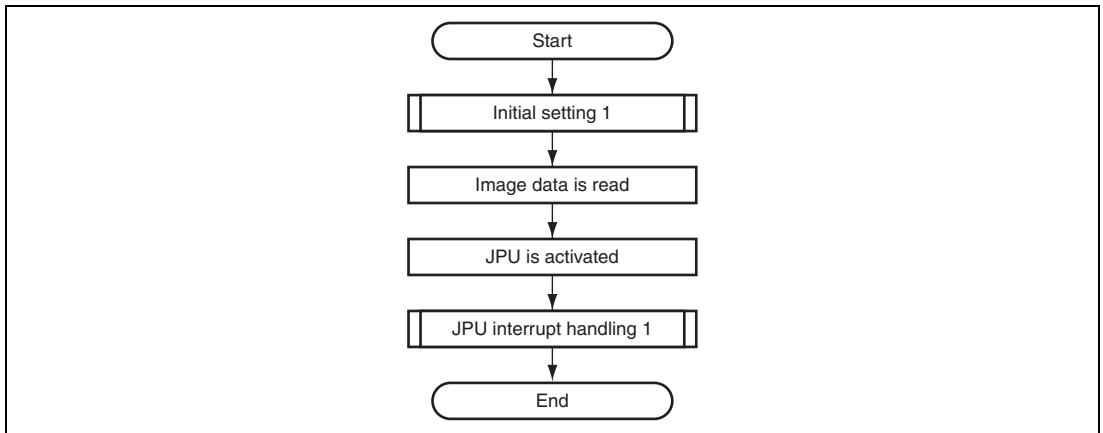 Start
Initial setting 1
Image data is read
JPU is activated
JPU interrupt handling 1
End